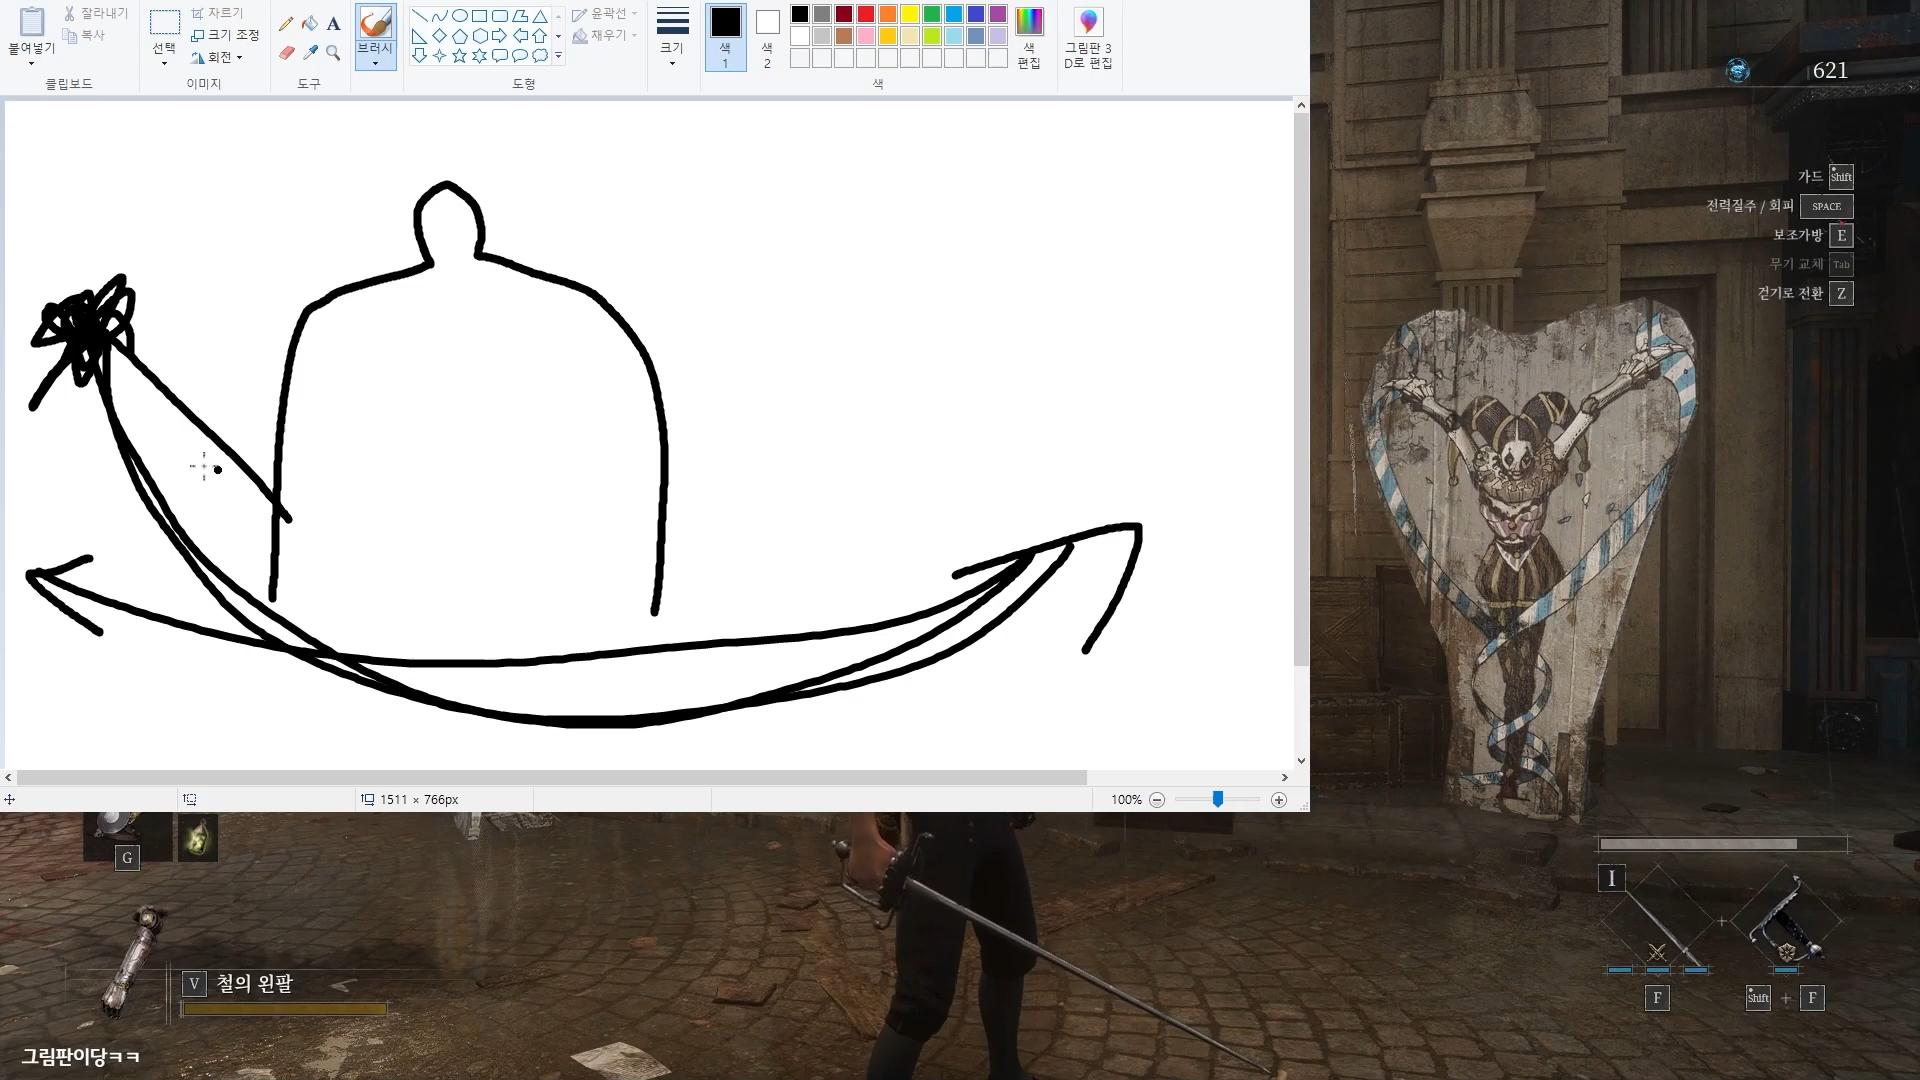 붙여넣기
잘라내기
복사
클립보드
선택
자르기
크기 조정
회전
이미지
A
도구
브러시
윤곽선
채우기
도형
크기
색
1
색
2
색
편집
색
그림판 3
D로 편집
621
가드 Shift
전력질주 / 회피 SPACE
보조가방 E
무기 교체 Tab
걷기로 전환 Z
1511 × 766px
100%
G
I
V 철의 왼팔
F
Shift + F
그림판이당ㅋㅋ